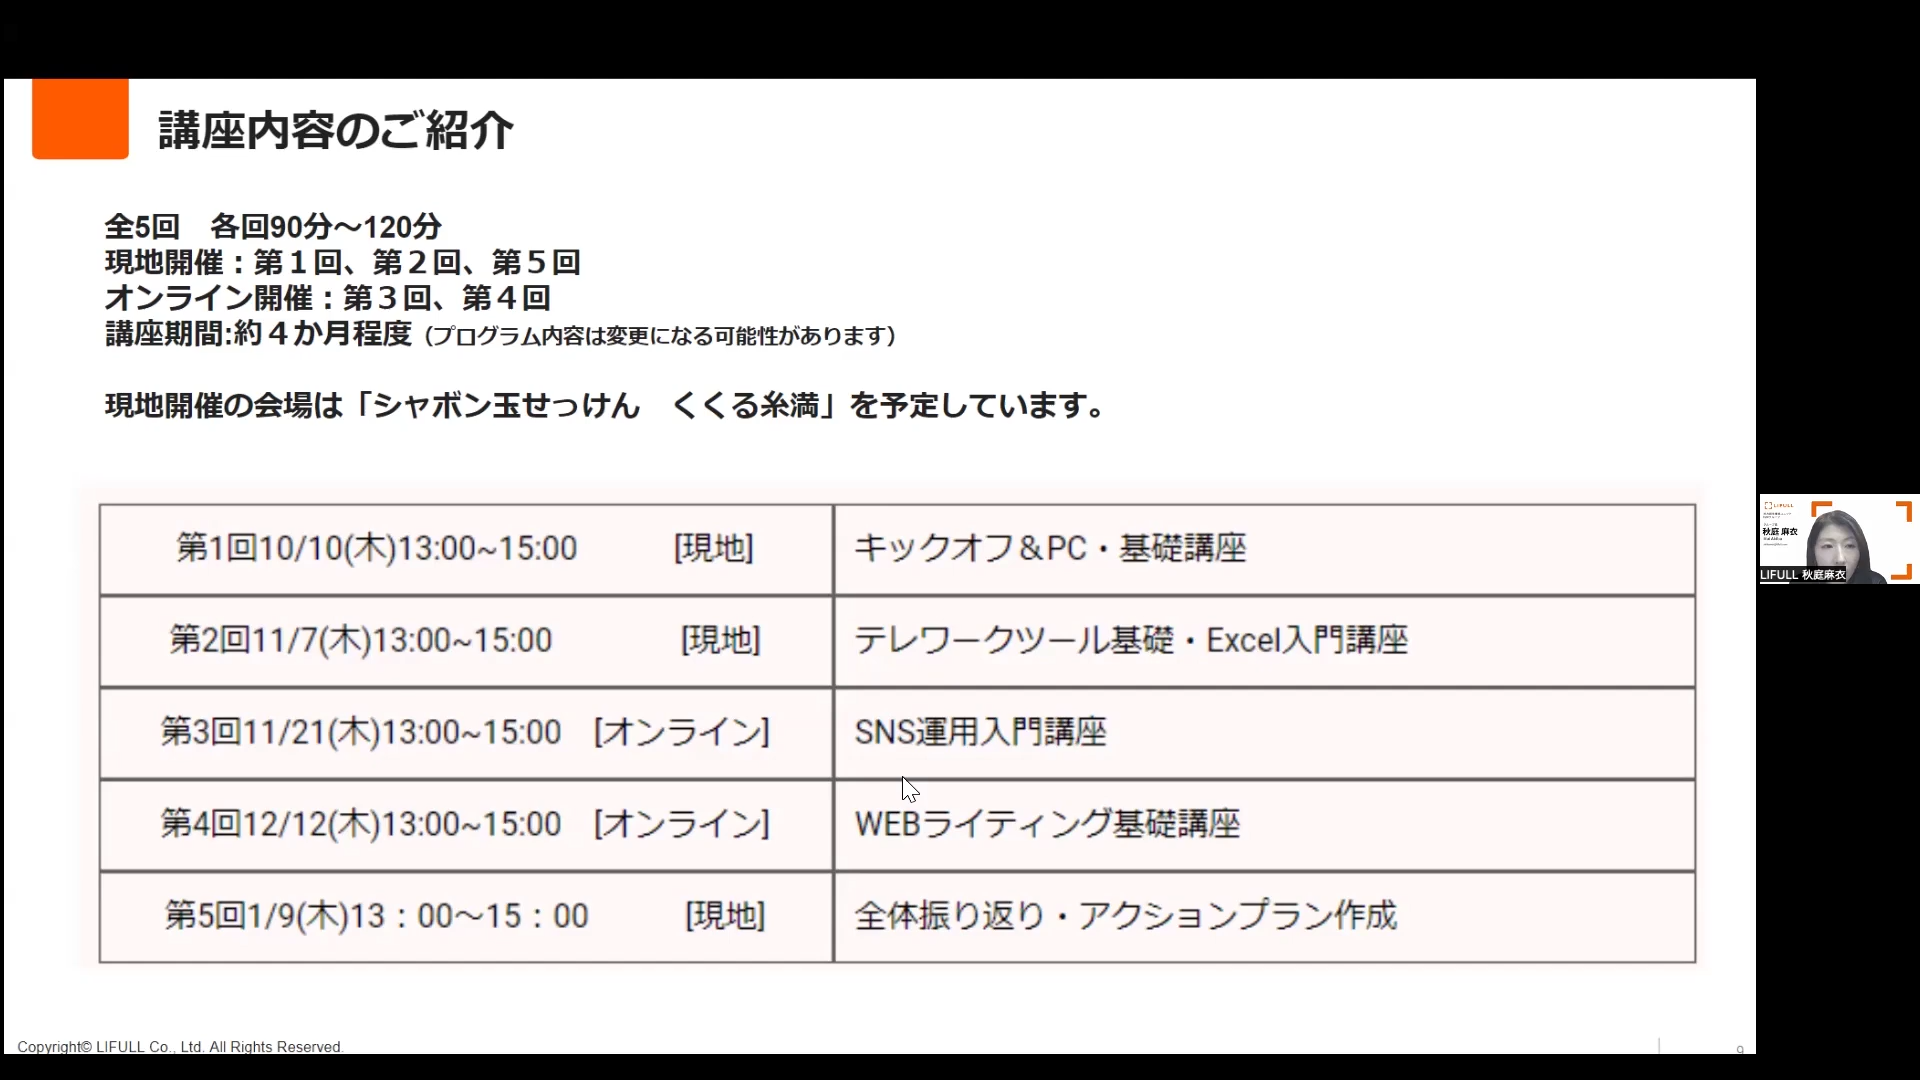 講座内容のご紹介
全5回　各回90分～120分
現地開催：第１回、第２回、第５回
オンライン開催：第３回、第４回
講座期間:約４か月程度（プログラム内容は変更になる可能性があります）
現地開催の会場は「シャボン玉せっけん　くくる糸満」を予定しています。
第1回10/10(木)13:00~15:00　[現地]　キックオフ＆PC・基礎講座
第2回11/7(木)13:00~15:00　[現地]　テレワークツール基礎・Excel入門講座
第3回11/21(木)13:00~15:00　[オンライン]　SNS運用入門講座
第4回12/12(木)13:00~15:00　[オンライン]　WEBライティング基礎講座
第5回1/9(木)13：00～15：00　[現地]　全体振り返り・アクションプラン作成
Copyright© LIFULL Co., Ltd. All Rights Reserved.
9
LIFULL
秋庭 麻衣
LIFULL 秋庭麻衣